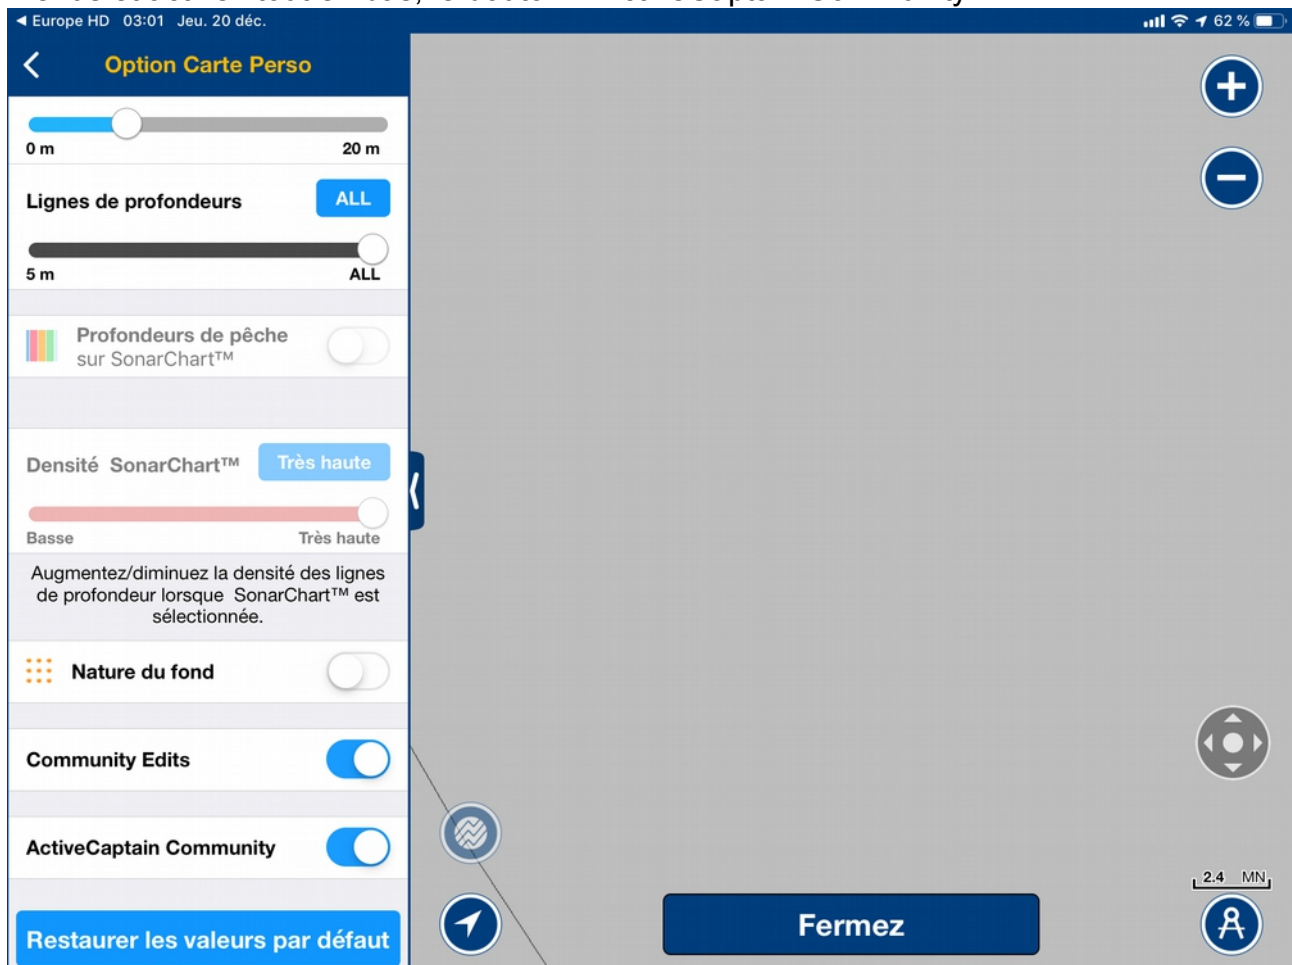 ◀ Europe HD 03:01 Jeu. 20 déc.
62 %
Option Carte Perso
0 m 20 m
Lignes de profondeurs ALL
5 m ALL
Profondeurs de pêche
sur SonarChart™
Densité SonarChart™ Très haute
Basse Très haute
Augmentez/diminuez la densité des lignes
de profondeur lorsque SonarChart™ est
sélectionnée.
Nature du fond
Community Edits
ActiveCaptain Community
2.4 MN
Restaurer les valeurs par défaut
Fermez